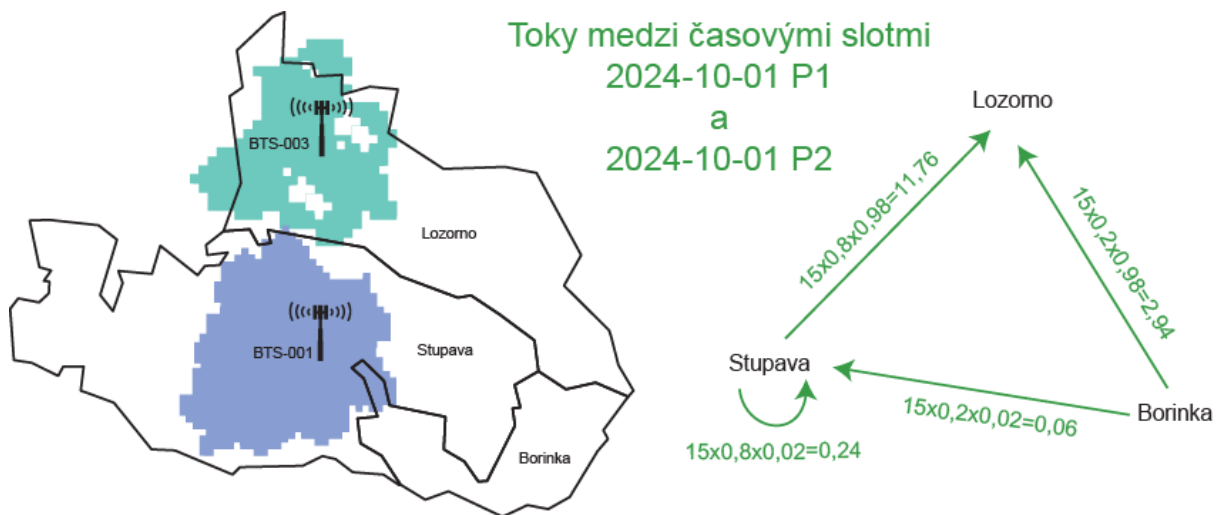 Toky medzi časovými slotmi
2024-10-01 P1
a
2024-10-01 P2
BTS-003
Lozorno
BTS-001
Stupava
Borinka
Lozorno
15x0,8x0,98=11,76
15x0,2x0,98=2,94
Stupava
15x0,2x0,02=0,06
Borinka
15x0,8x0,02=0,24